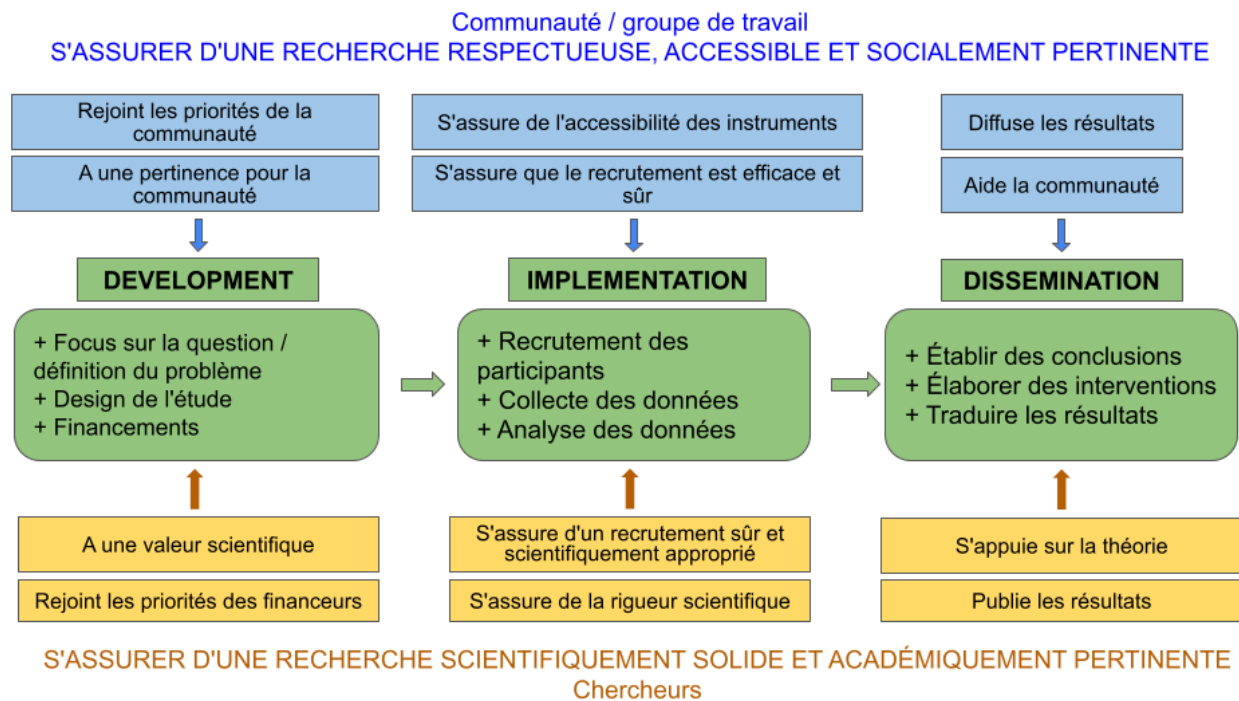 Communauté / groupe de travail
S'ASSURER D'UNE RECHERCHE RESPECTUEUSE, ACCESSIBLE ET SOCIALEMENT PERTINENTE
Rejoint les priorités de la
communauté
A une pertinence pour la
communauté
S'assure de l'accessibilité des instruments
S'assure que le recrutement est efficace et
sûr
Diffuse les résultats
Aide la communauté
DEVELOPMENT
+ Focus sur la question /
définition du problème
+ Design de l'étude
+ Financements
IMPLEMENTATION
+ Recrutement des
participants
+ Collecte des données
+ Analyse des données
DISSEMINATION
+ Établir des conclusions
+ Élaborer des interventions
+ Traduire les résultats
A une valeur scientifique
Rejoint les priorités des financeurs
S'assure d'un recrutement sûr et
scientifiquement approprié
S'assure de la rigueur scientifique
S'appuie sur la théorie
Publie les résultats
S'ASSURER D'UNE RECHERCHE SCIENTIFIQUEMENT SOLIDE ET ACADÉMIQUEMENT PERTINENTE
Chercheurs